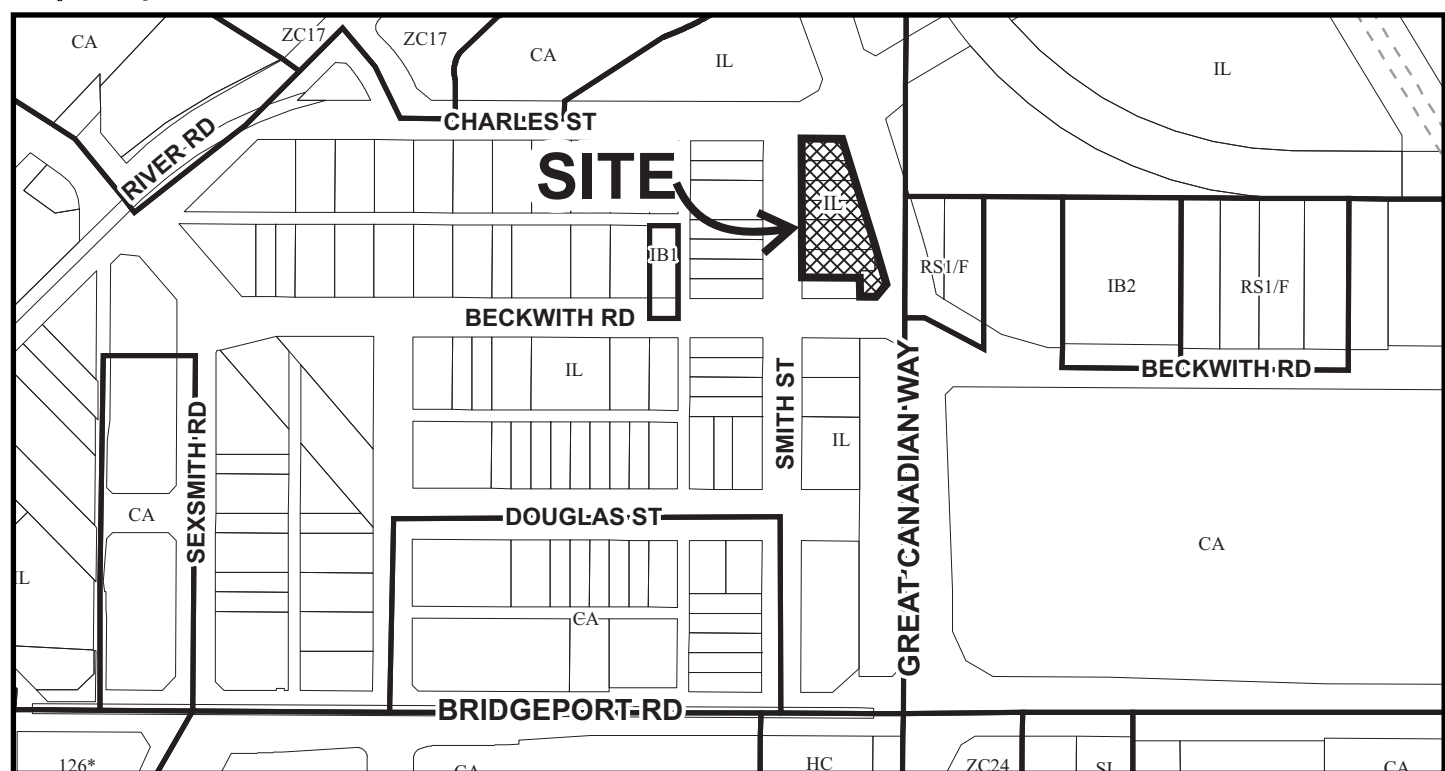 CA
ZC17
ZC17
CA
IL
IL
CHARLES ST
RIVER RD
SITE
IL
IB1
RS1/F
IB2
RS1/F
BECKWITH RD
BECKWITH RD
IL
SMITH ST
GREAT CANADIAN WAY
IL
SEXSMITH RD
CA
DOUGLAS ST
CA
IL
CA
BRIDGEPORT RD
126*
CA
HC
ZC24
SI
CA